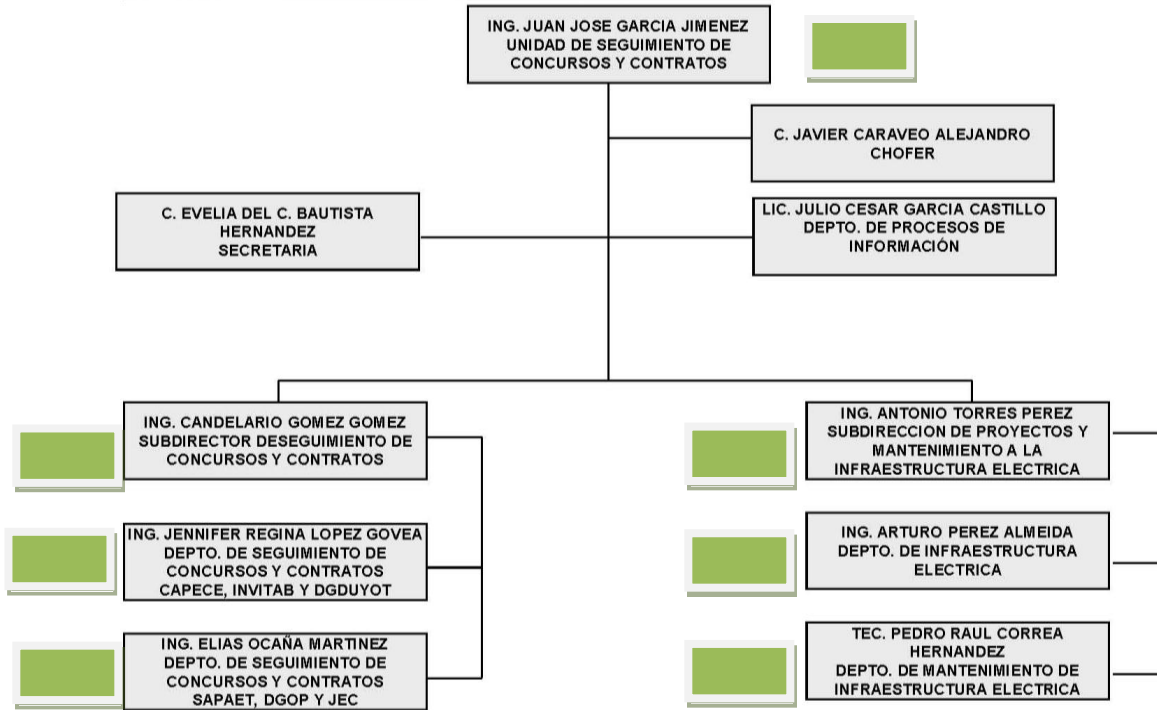 ING. JUAN JOSE GARCIA JIMENEZ
UNIDAD DE SEGUIMIENTO DE
CONCURSOS Y CONTRATOS
C. JAVIER CARAVEO ALEJANDRO
CHOFER
C. EVELIA DEL C. BAUTISTA
HERNANDEZ
SECRETARIA
LIC. JULIO CESAR GARCIA CASTILLO
DEPTO. DE PROCESOS DE
INFORMACIÓN
ING. CANDELARIO GOMEZ GOMEZ
SUBDIRECTOR DESEGUIMIENTO DE
CONCURSOS Y CONTRATOS
ING. JENNIFER REGINA LOPEZ GOVEA
DEPTO. DE SEGUIMIENTO DE
CONCURSOS Y CONTRATOS
CAPECE, INVITAB Y DGDUYOT
ING. ELIAS OCAÑA MARTINEZ
DEPTO. DE SEGUIMIENTO DE
CONCURSOS Y CONTRATOS
SAPAET, DGOP Y JEC
ING. ANTONIO TORRES PEREZ
SUBDIRECCION DE PROYECTOS Y
MANTENIMIENTO A LA
INFRAESTRUCTURA ELECTRICA
ING. ARTURO PEREZ ALMEIDA
DEPTO. DE INFRAESTRUCTURA
ELECTRICA
TEC. PEDRO RAUL CORREA
HERNANDEZ
DEPTO. DE MANTENIMIENTO DE
INFRAESTRUCTURA ELECTRICA